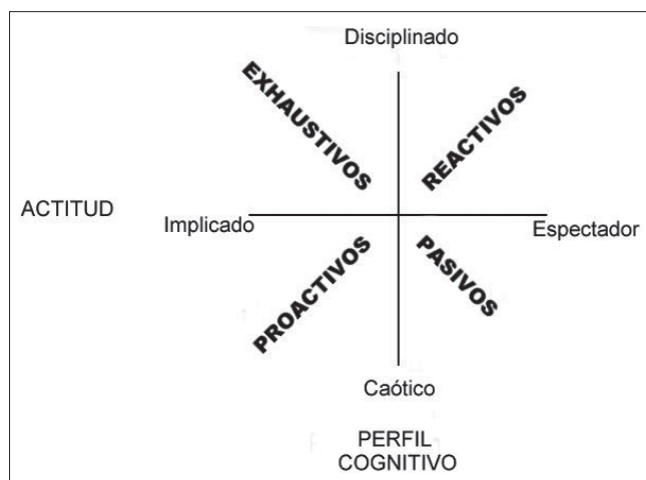 Disciplinado
EXHAUSTIVOS
REACTIVOS
ACTITUD
Implicado
Espectador
PROACTIVOS
PASIVOS
Caótico
PERFIL
COGNITIVO